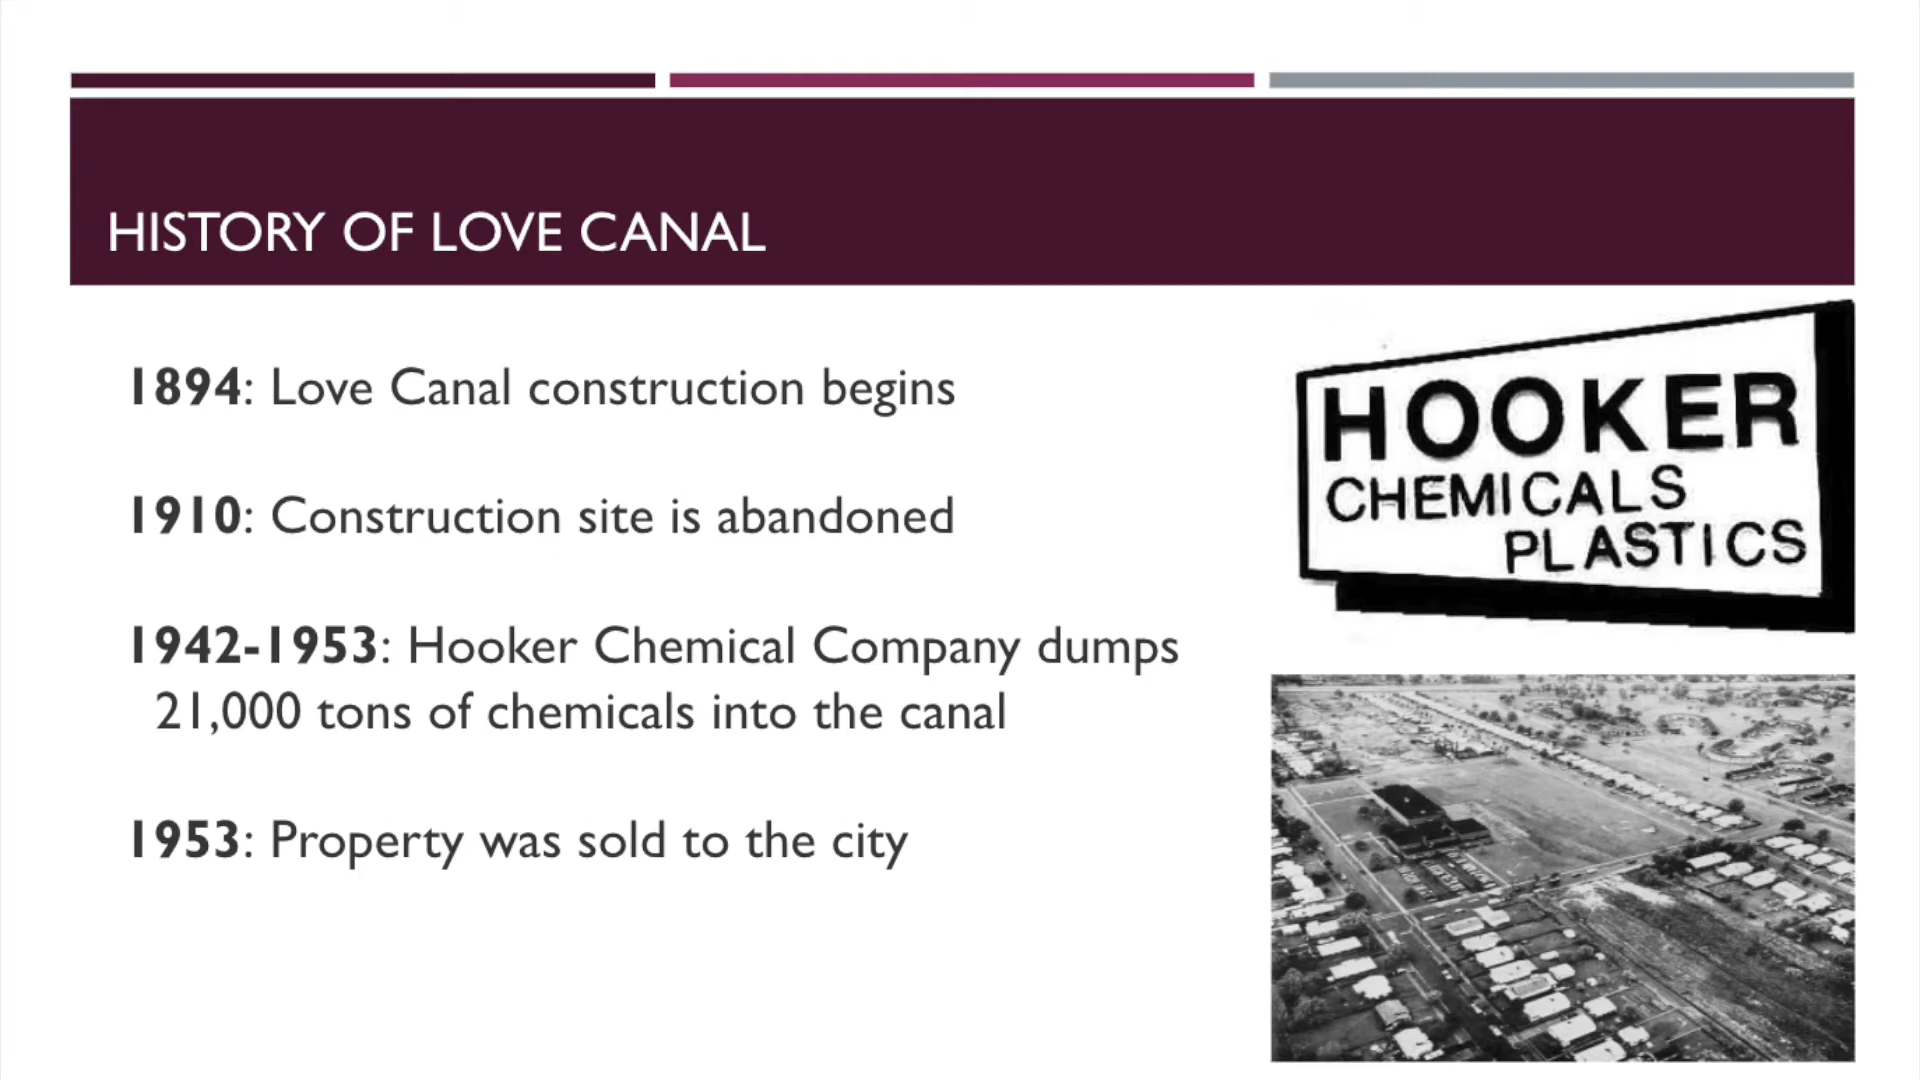 HISTORY OF LOVE CANAL
1894: Love Canal construction begins
1910: Construction site is abandoned
1942-1953: Hooker Chemical Company dumps
21,000 tons of chemicals into the canal
1953: Property was sold to the city
HOOKER
CHEMICALS
PLASTICS